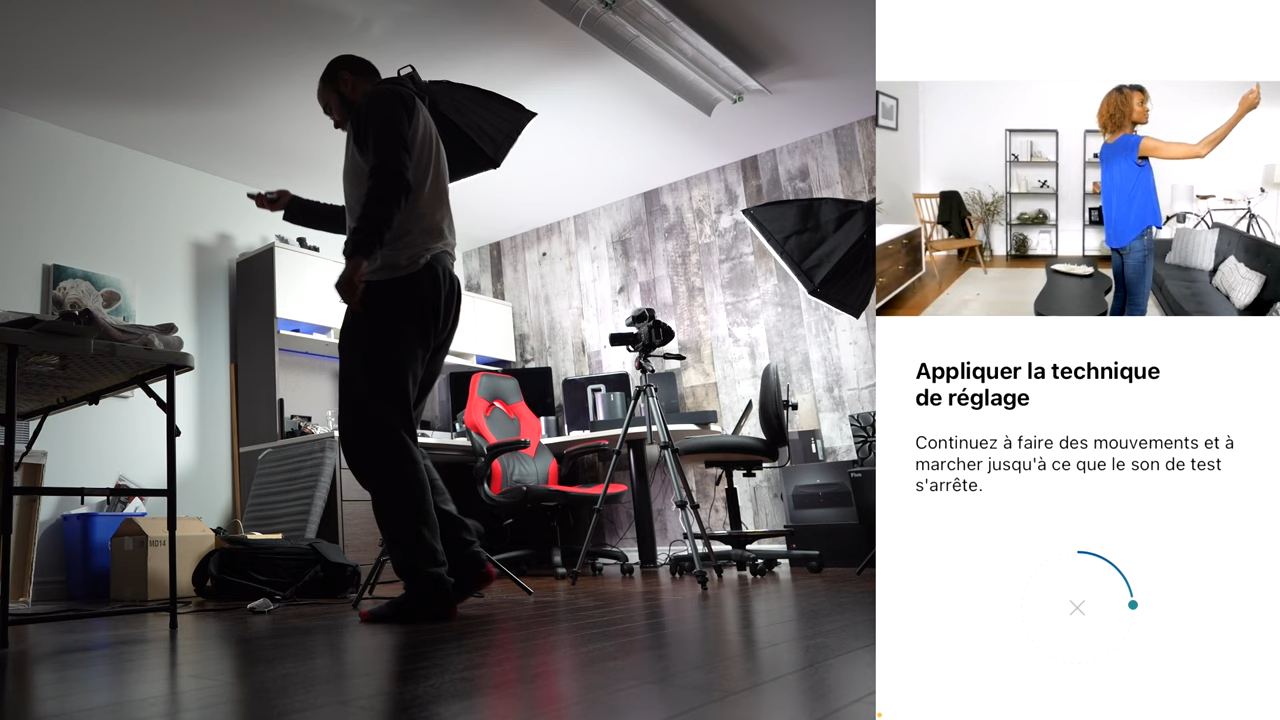 MD14
Appliquer la technique
de réglage
Continuez à faire des mouvements et à
marcher jusqu'à ce que le son de test
s'arrête.